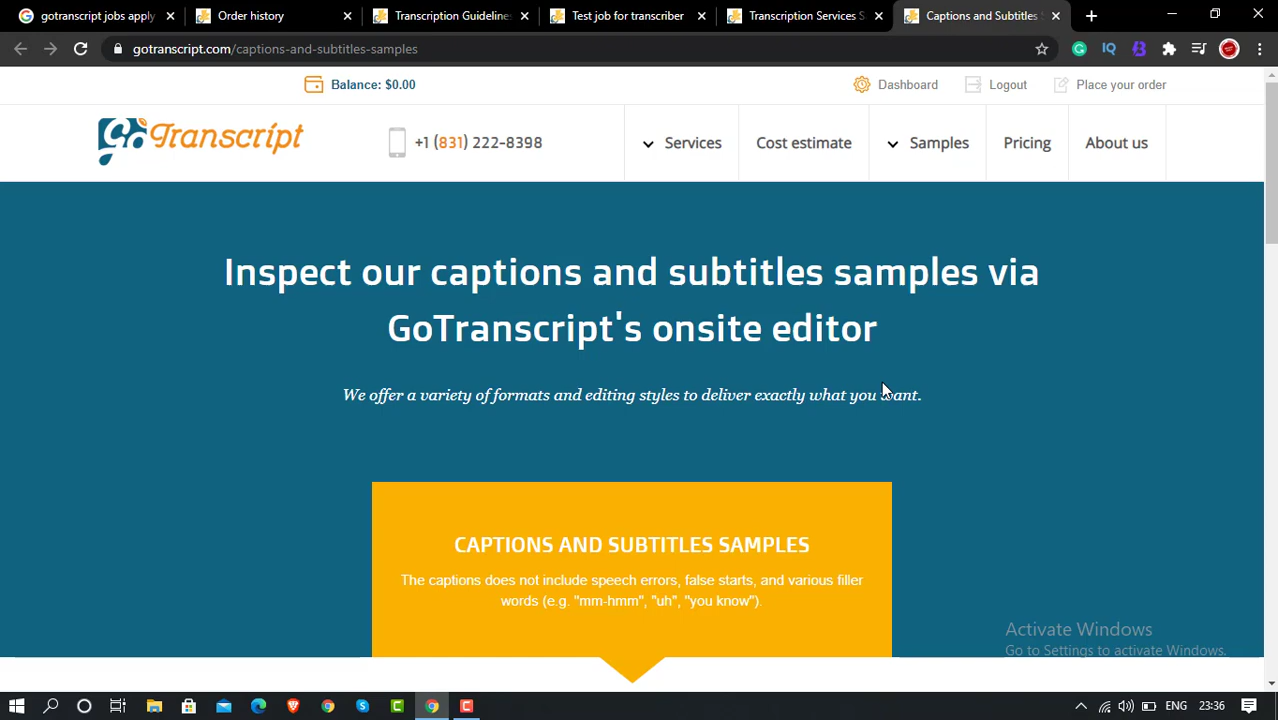 gotranscript jobs apply
Order history
Transcription Guideline
Test job for transcriber
Transcription Services S
Captions and Subtitles S
gotranscript.com/captions-and-subtitles-samples
IQ
Balance: $0.00
Dashboard
Logout
Place your order
GoTranscript
+1 (831) 222-8398
Services
Cost estimate
Samples
Pricing
About us
Inspect our captions and subtitles samples via
GoTranscript's onsite editor
We offer a variety of formats and editing styles to deliver exactly what you want.
CAPTIONS AND SUBTITLES SAMPLES
The captions does not include speech errors, false starts, and various filler
words (e.g. "mm-hmm", "uh", "you know").
Activate Windows
Go to Settings to activate Windows.
ENG
23:36